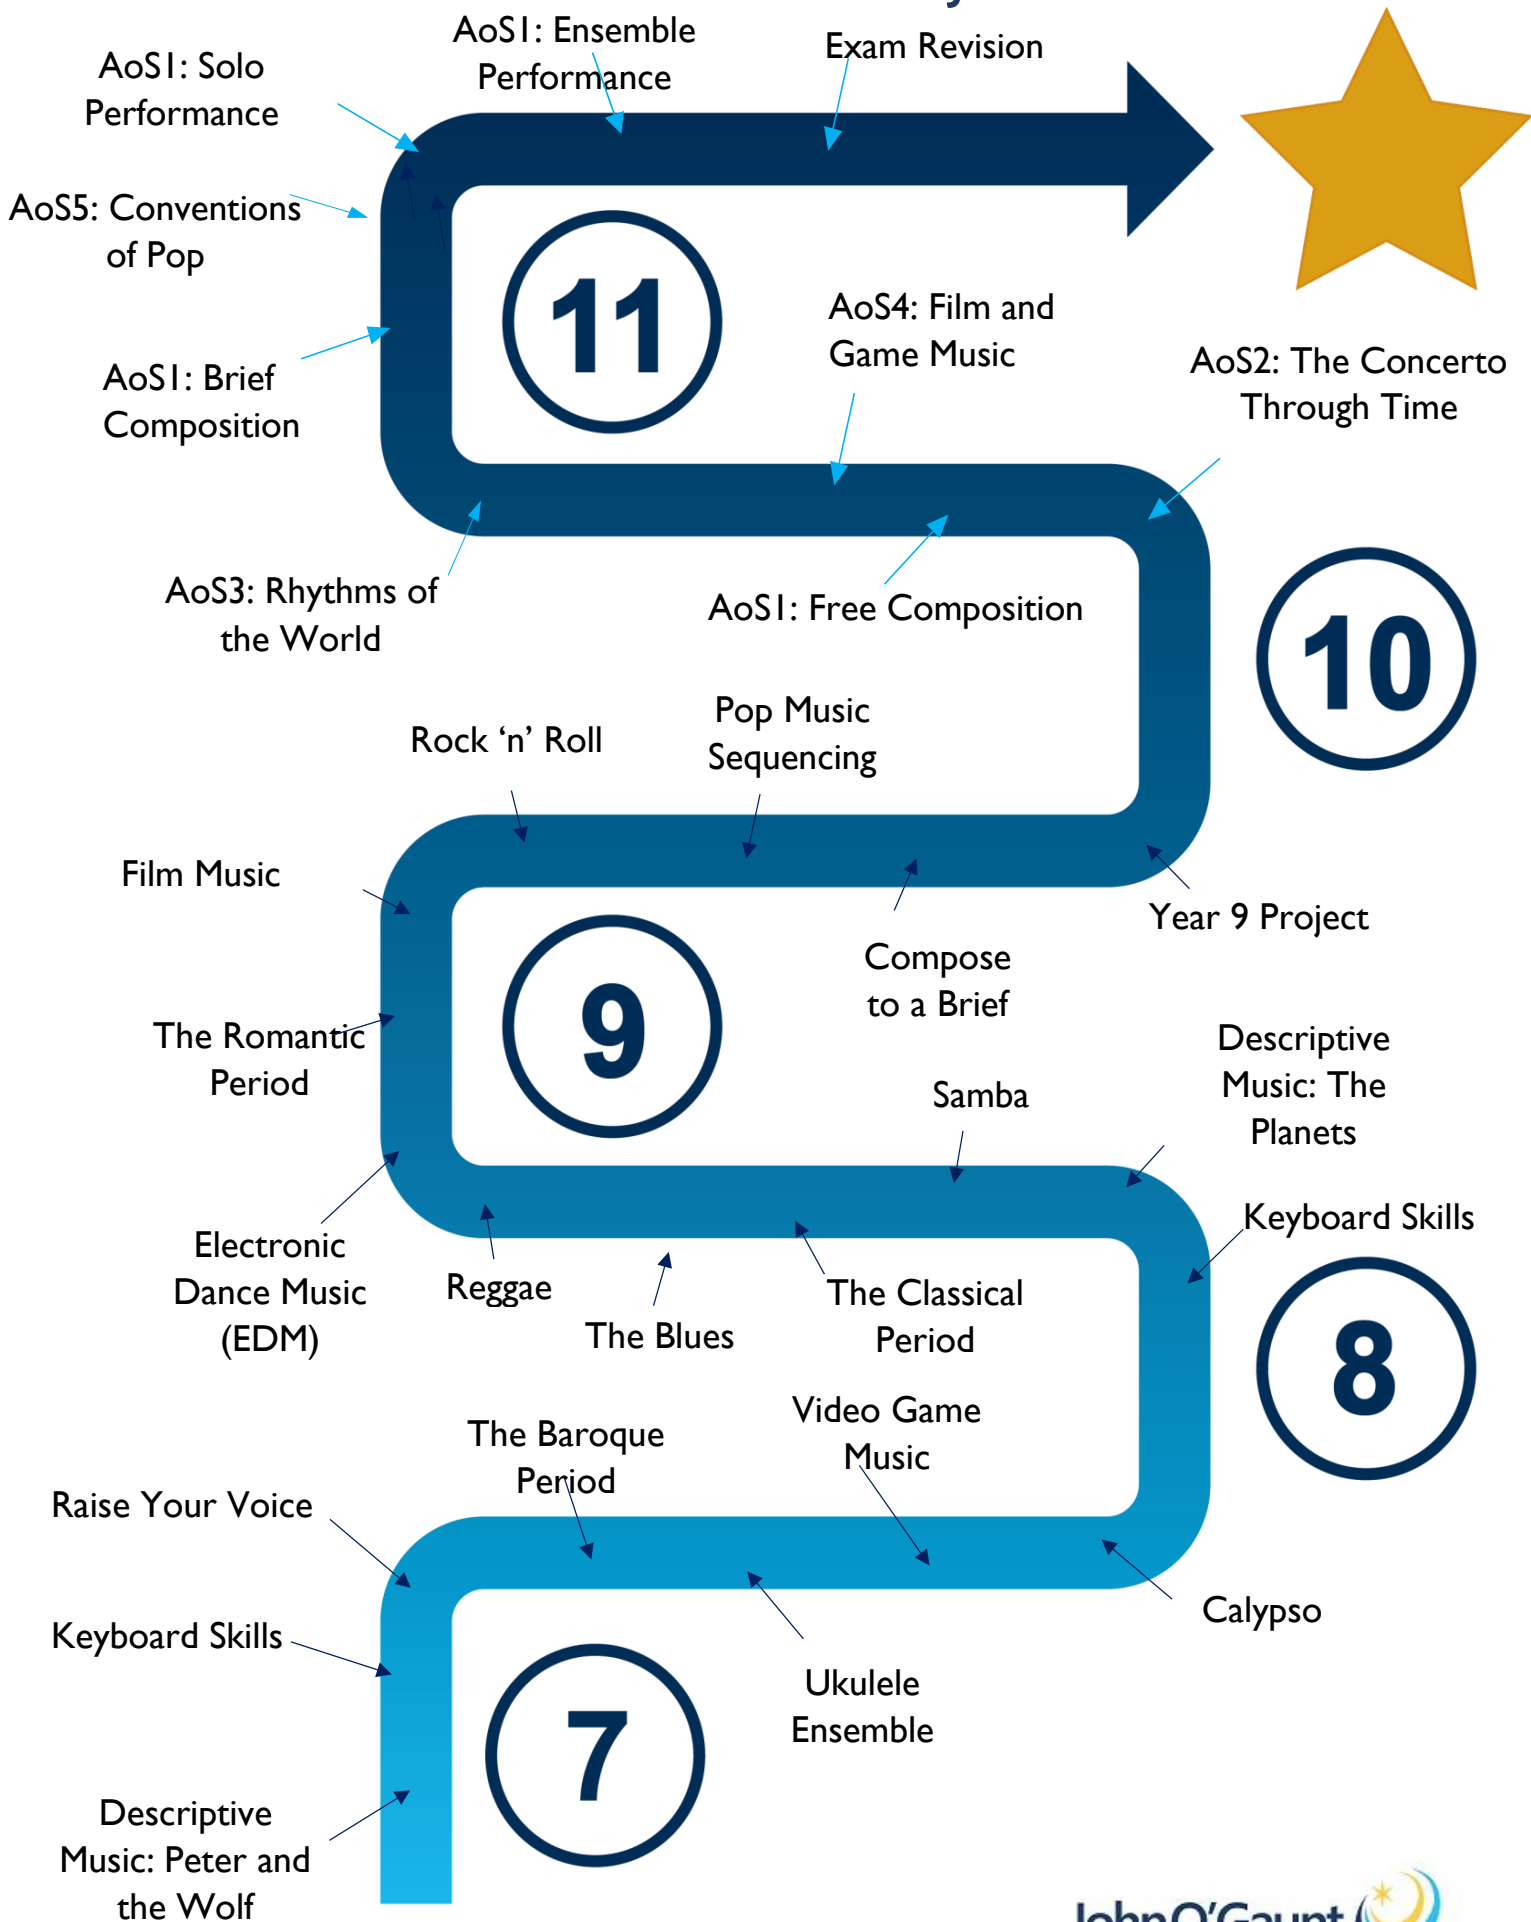 AoS1: Ensemble
Performance
Exam Revision
AoS1: Solo
Performance
AoS5: Conventions
of Pop
11
AoS4: Film and
Game Music
AoS2: The Concerto
Through Time
AoS1: Brief
Composition
AoS3: Rhythms of
the World
AoS1: Free Composition
10
Rock ‘n’ Roll
Pop Music
Sequencing
Film Music
Year 9 Project
Compose
to a Brief
9
The Romantic
Period
Descriptive
Music: The
Planets
Samba
Keyboard Skills
Electronic
Dance Music
(EDM)
Reggae
The Blues
The Classical
Period
8
Video Game
Music
The Baroque
Period
Raise Your Voice
Calypso
Keyboard Skills
Ukulele
Ensemble
7
Descriptive
Music: Peter and
the Wolf
John O'Gaunt